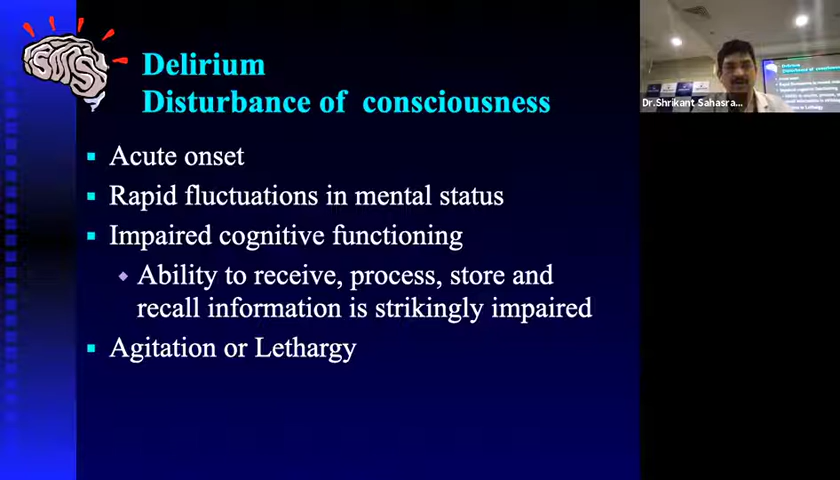 Delirium
Disturbance of consciousness
Acute onset
Rapid fluctuations in mental status
Impaired cognitive functioning
Ability to receive, process, store and
recall information is strikingly impaired
Agitation or Lethargy
Dr.Shrikant Sahasra...